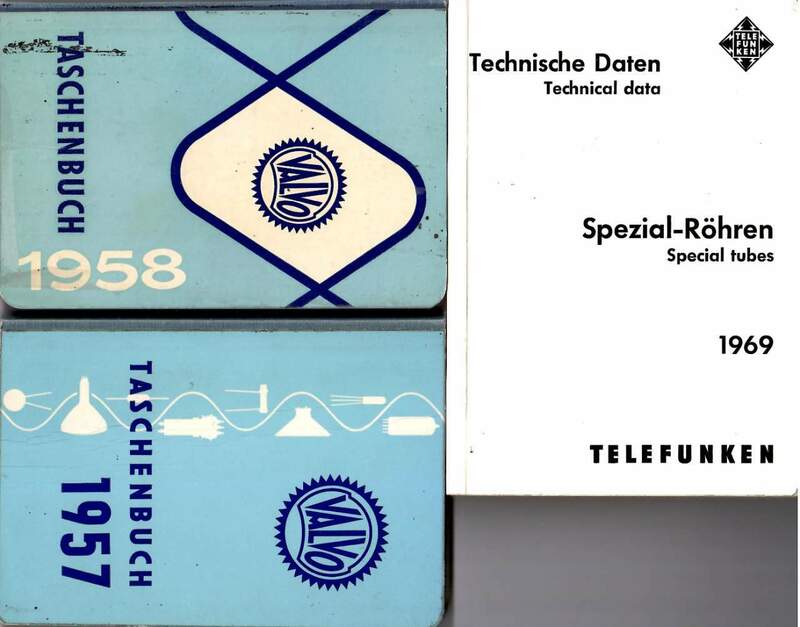 TASCHENBUCH
VALVO
1958
TASCHENBUCH
1957
VALVO
TELE
FUN
KEN
Technische Daten
Technical data
Spezial-Röhren
Special tubes
1969
TELEFUNKEN